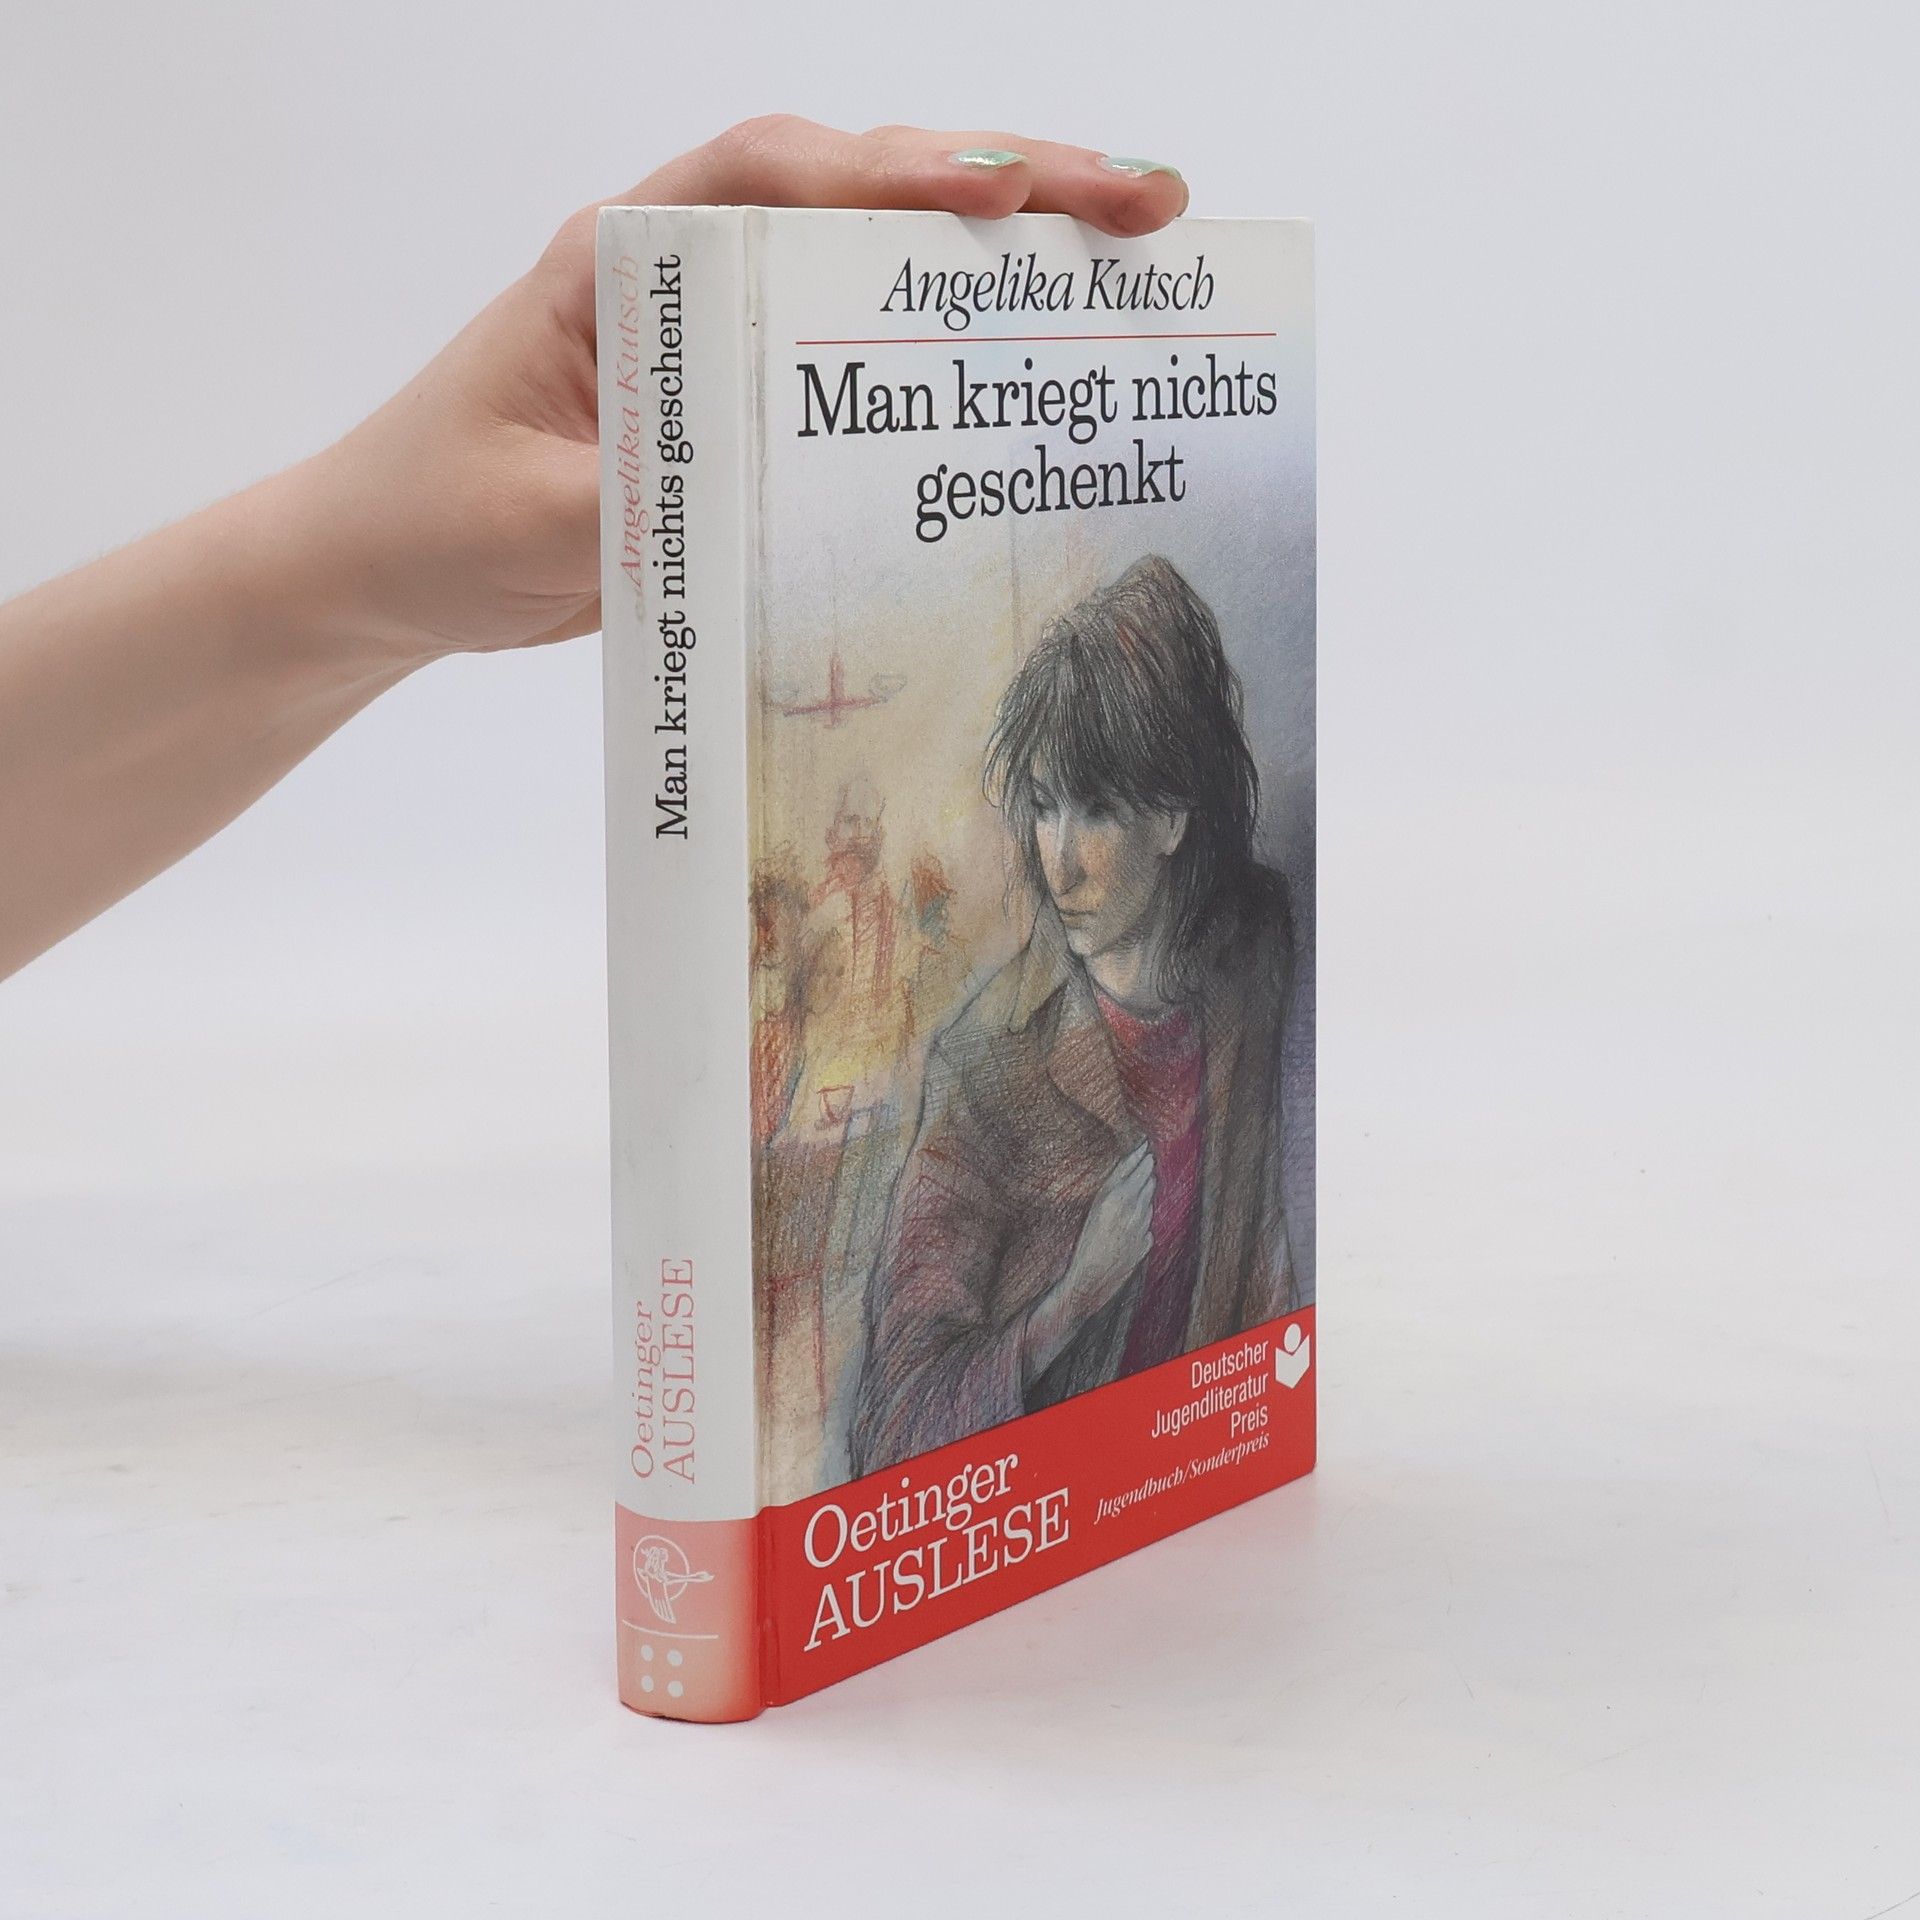 Angelika Kutsch
Man kriegt nichts geschenkt
Oetinger
AUSLESE
Angelika Kutsch
Man kriegt nichts
geschenkt
Deutscher
Jugendliteratur
Preis
Jugendbuch/Sonderpreis
Oetinger
AUSLESE